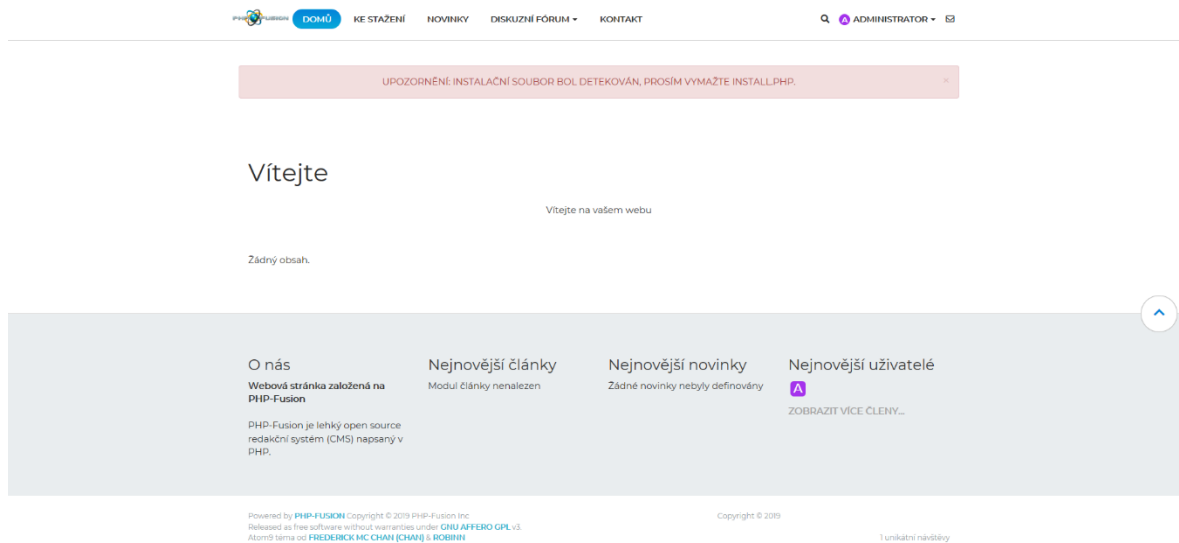 PHP-FUSION DOMŮ KE STAŽENÍ NOVINKY DISKUZNÍ FÓRUM KONTAKT A ADMINISTRATOR
UPOZORNĚNÍ: INSTALAČNÍ SOUBOR BOL DETEKOVÁN, PROSÍM VYMAŽTE INSTALL.PHP. ×
Vítejte
Vítejte na vašem webu
Žádný obsah.
O nás
Webová stránka založená na
PHP-Fusion
PHP-Fusion je lehký open source
redakční systém (CMS) napsaný v
PHP.
Nejnovější články
Modul články nenalezen
Nejnovější novinky
Žádné novinky nebyly definovány
Nejnovější uživatelé
A
ZOBRAZIT VÍCE ČLENY...
Powered by PHP-FUSION Copyright © 2019 PHP-Fusion Inc
Released as free software without warranties under GNU AFFERO GPL v3.
Atom9 téma od FREDERICK MC CHAN (CHAN) & ROBINN
Copyright © 2019
1 unikátní návštěvy